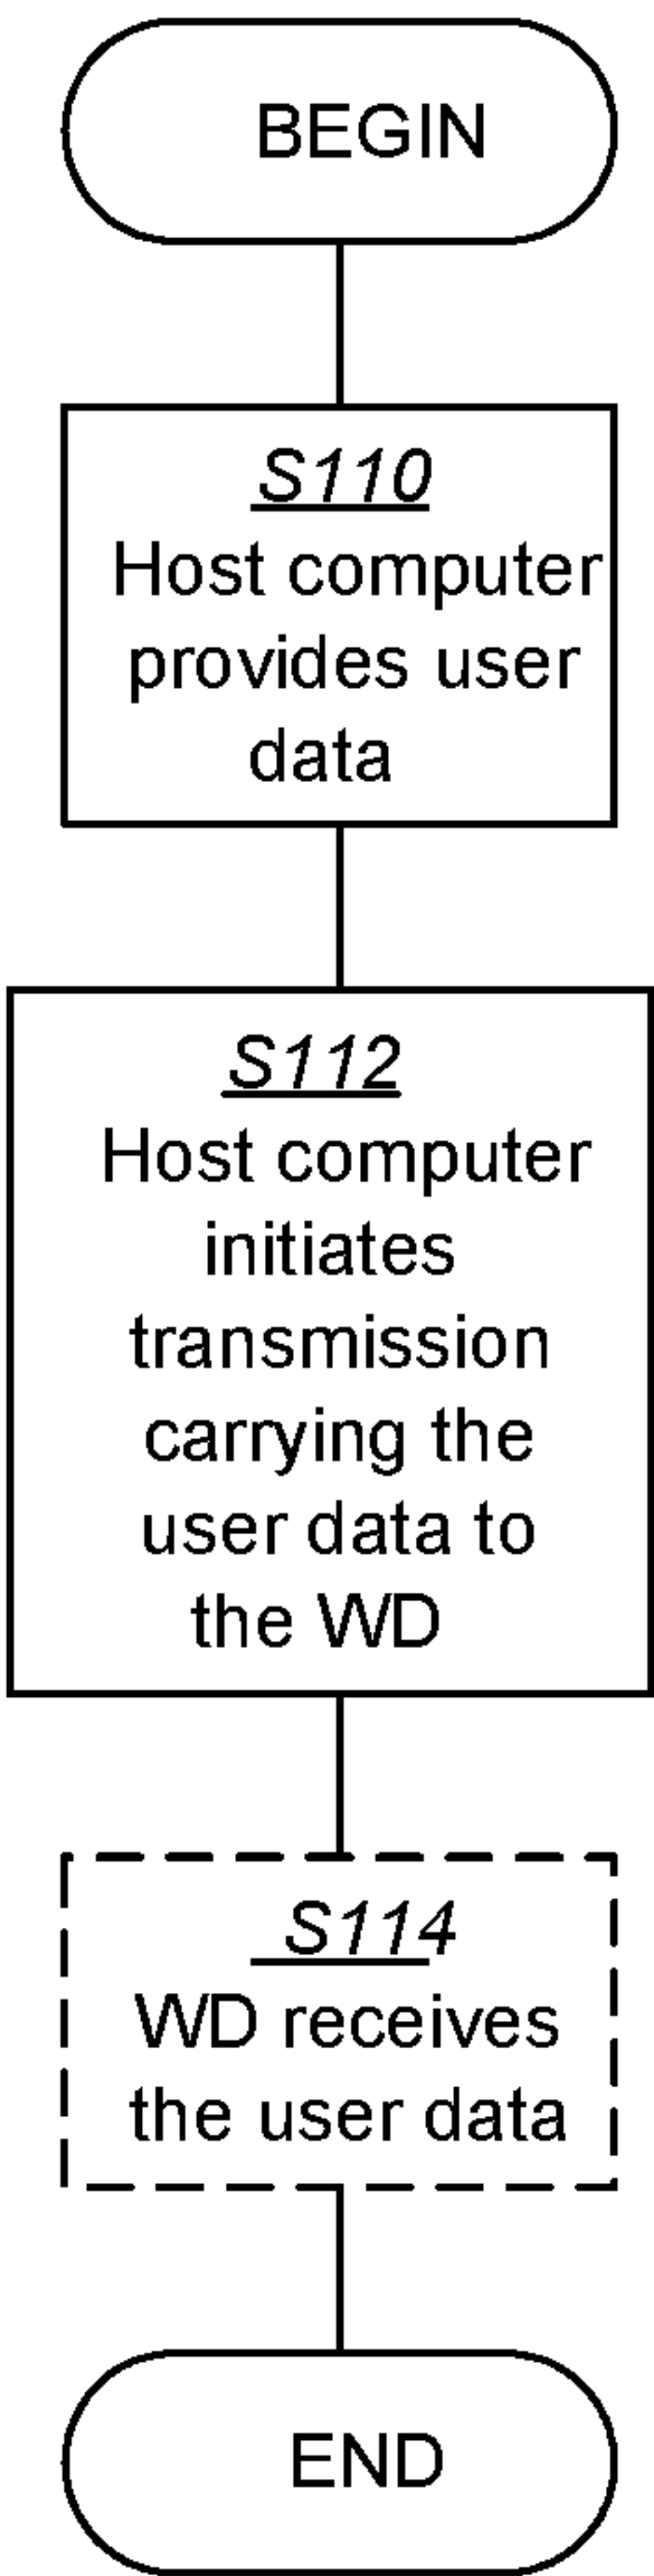 BEGIN
S110
Host computer
provides user
data
S112
Host computer
initiates
transmission
carrying the
user data to
the WD
S114
WD receives
the user data
END